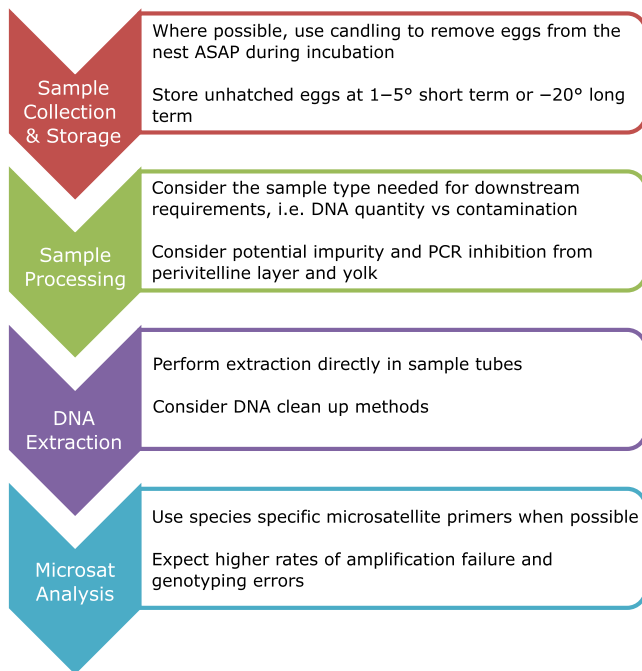 Sample
Collection
& Storage
Where possible, use candling to remove eggs from the
nest ASAP during incubation
Store unhatched eggs at 1−5° short term or −20° long
term
Sample
Processing
Consider the sample type needed for downstream
requirements, i.e. DNA quantity vs contamination
Consider potential impurity and PCR inhibition from
perivitelline layer and yolk
DNA
Extraction
Perform extraction directly in sample tubes
Consider DNA clean up methods
Microsat
Analysis
Use species specific microsatellite primers when possible
Expect higher rates of amplification failure and
genotyping errors